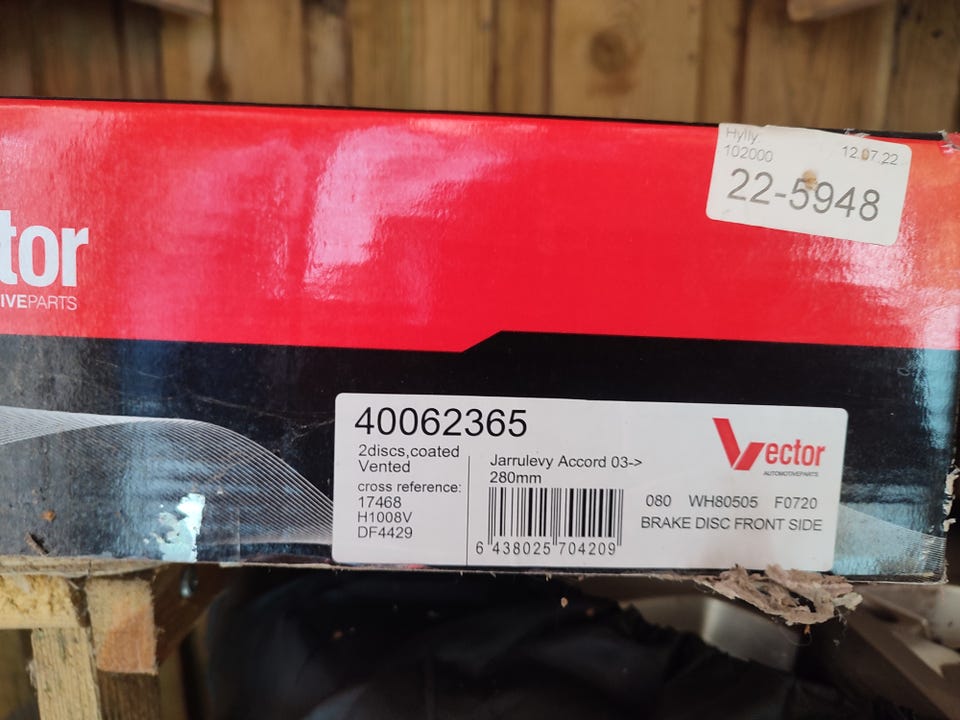 Hylly:
102000 12.07.22
22-5948
tor
IVEPARTS
40062365
2discs,coated
Vented
cross reference:
17468
H1008V
DF4429
Jarrulevy Accord 03->
280mm
6 438025 704209
Vector
AUTOMOTIVEPARTS
080 WH80505 F0720
BRAKE DISC FRONT SIDE